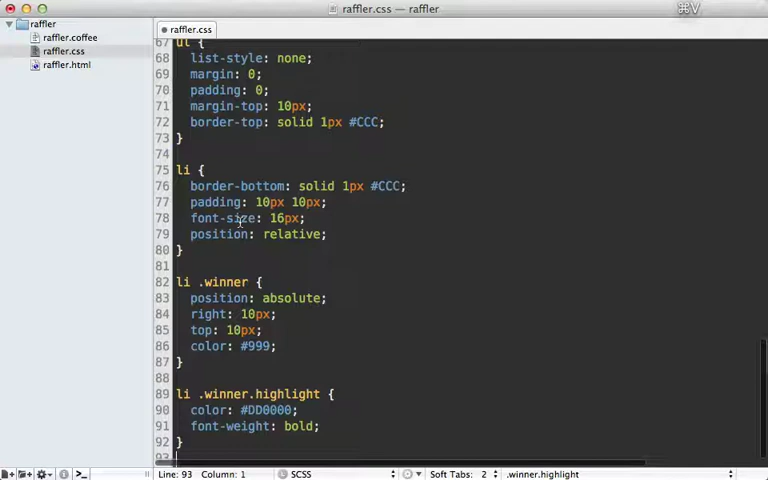 raffler.css — raffler
⌘V
raffler
raffler.coffee
raffler.css
raffler.html
raffler.css
67 ul {
68 list-style: none;
69 margin: 0;
70 padding: 0;
71 margin-top: 10px;
72 border-top: solid 1px #CCC;
73 }
74
75 li {
76 border-bottom: solid 1px #CCC;
77 padding: 10px 10px;
78 font-size: 16px;
79 position: relative;
80 }
81
82 li .winner {
83 position: absolute;
84 right: 10px;
85 top: 10px;
86 color: #999;
87 }
88
89 li .winner.highlight {
90 color: #DD0000;
91 font-weight: bold;
92 }
93
Line: 93 Column: 1 SCSS Soft Tabs: 2 .winner.highlight